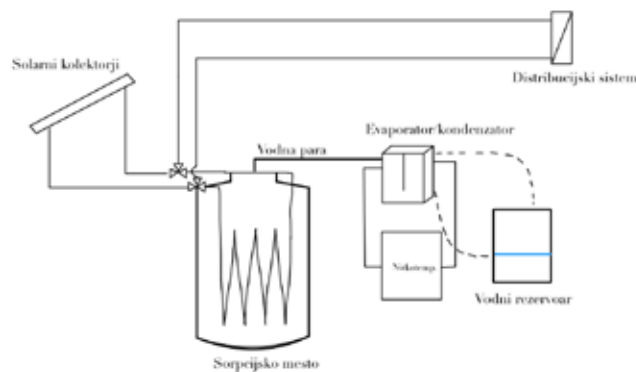 Solarni kolektorji
Distribucijski sistem
Evaporator/kondenzator
Vodna para
Vodni rezervoar
Sorpcijsko mesto